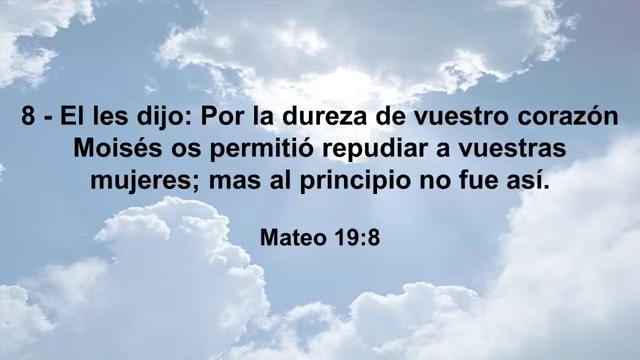 8 - El les dijo: Por la dureza de vuestro corazón
Moisés os permitió repudiar a vuestras
mujeres; mas al principio no fue así.
Mateo 19:8